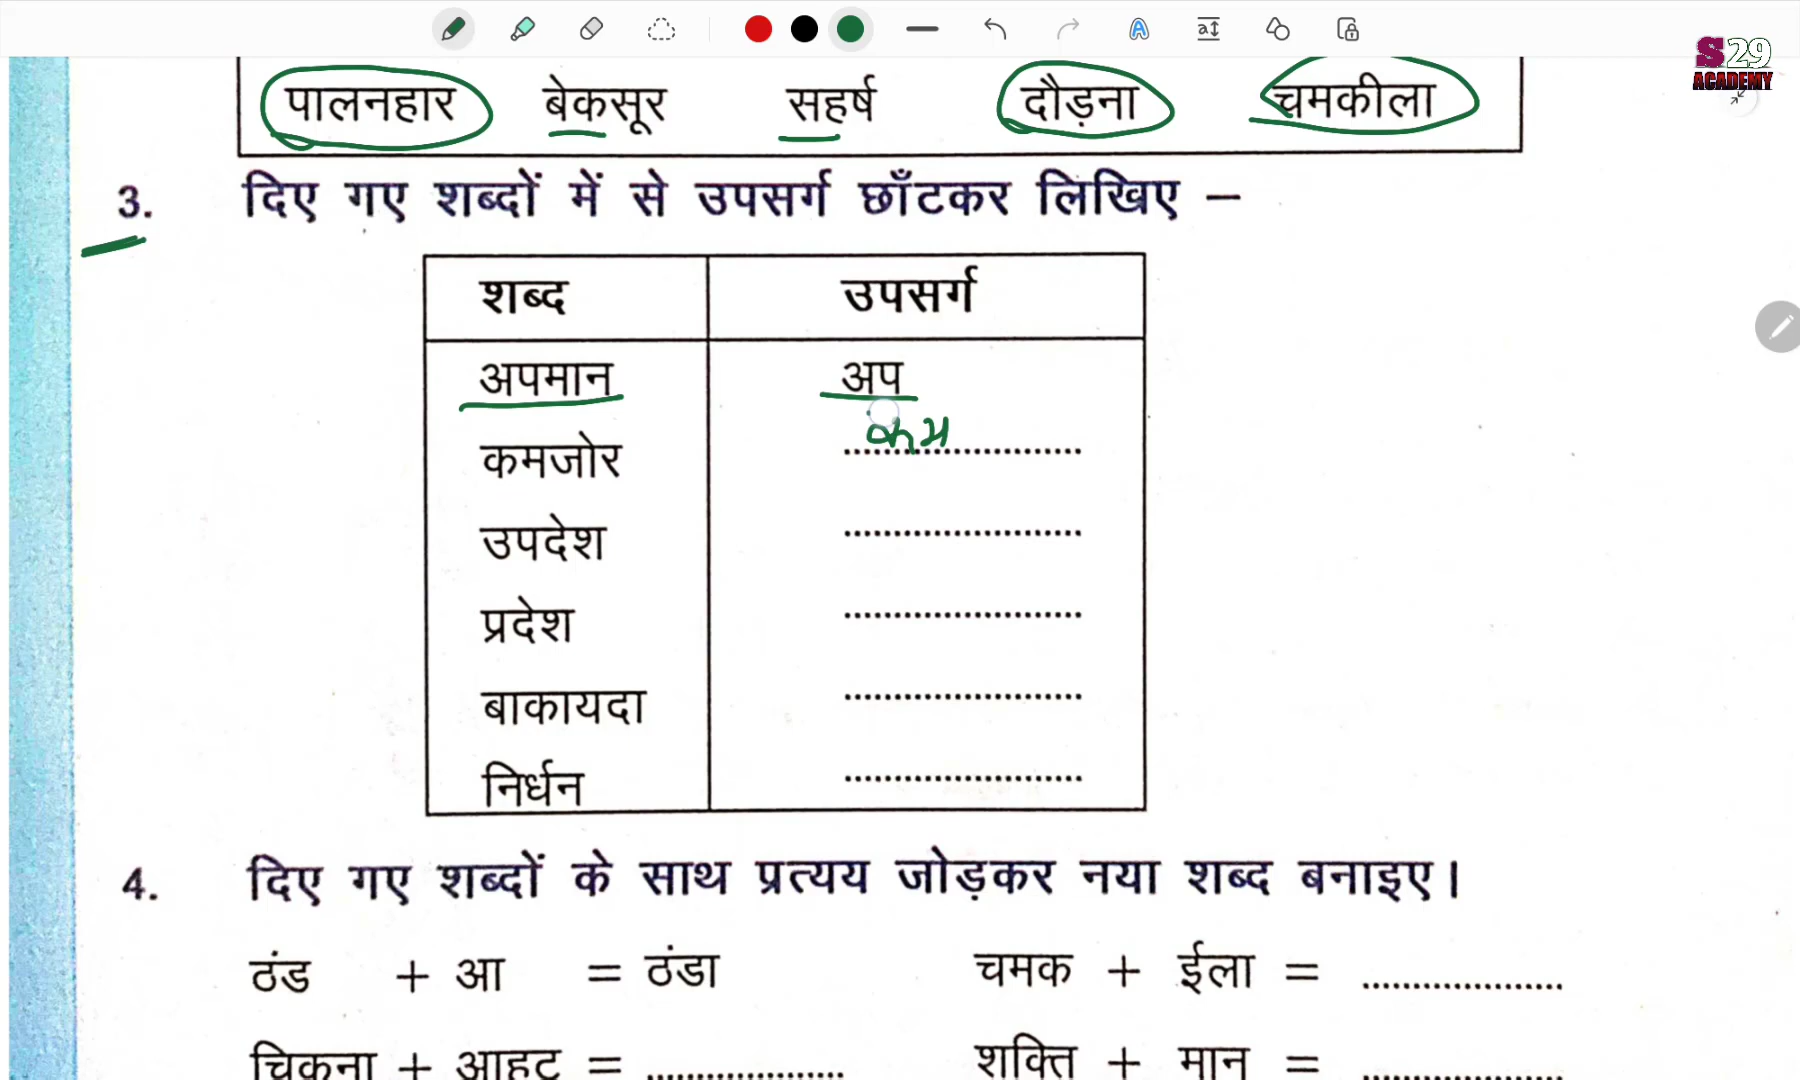 S29
ACADEMY
पालनहार बेकसूर सहर्ष दौड़ना चमकीला
3. दिए गए शब्दों में से उपसर्ग छाँटकर लिखिए –
शब्द उपसर्ग
अपमान अप
कमजोर कम
उपदेश ........................
प्रदेश ........................
बाकायदा ........................
निर्धन ........................
4. दिए गए शब्दों के साथ प्रत्यय जोड़कर नया शब्द बनाइए।
ठंड + आ = ठंडा चमक + ईला = ....................
चिकना + आहट = .................... शक्ति + मान = ....................